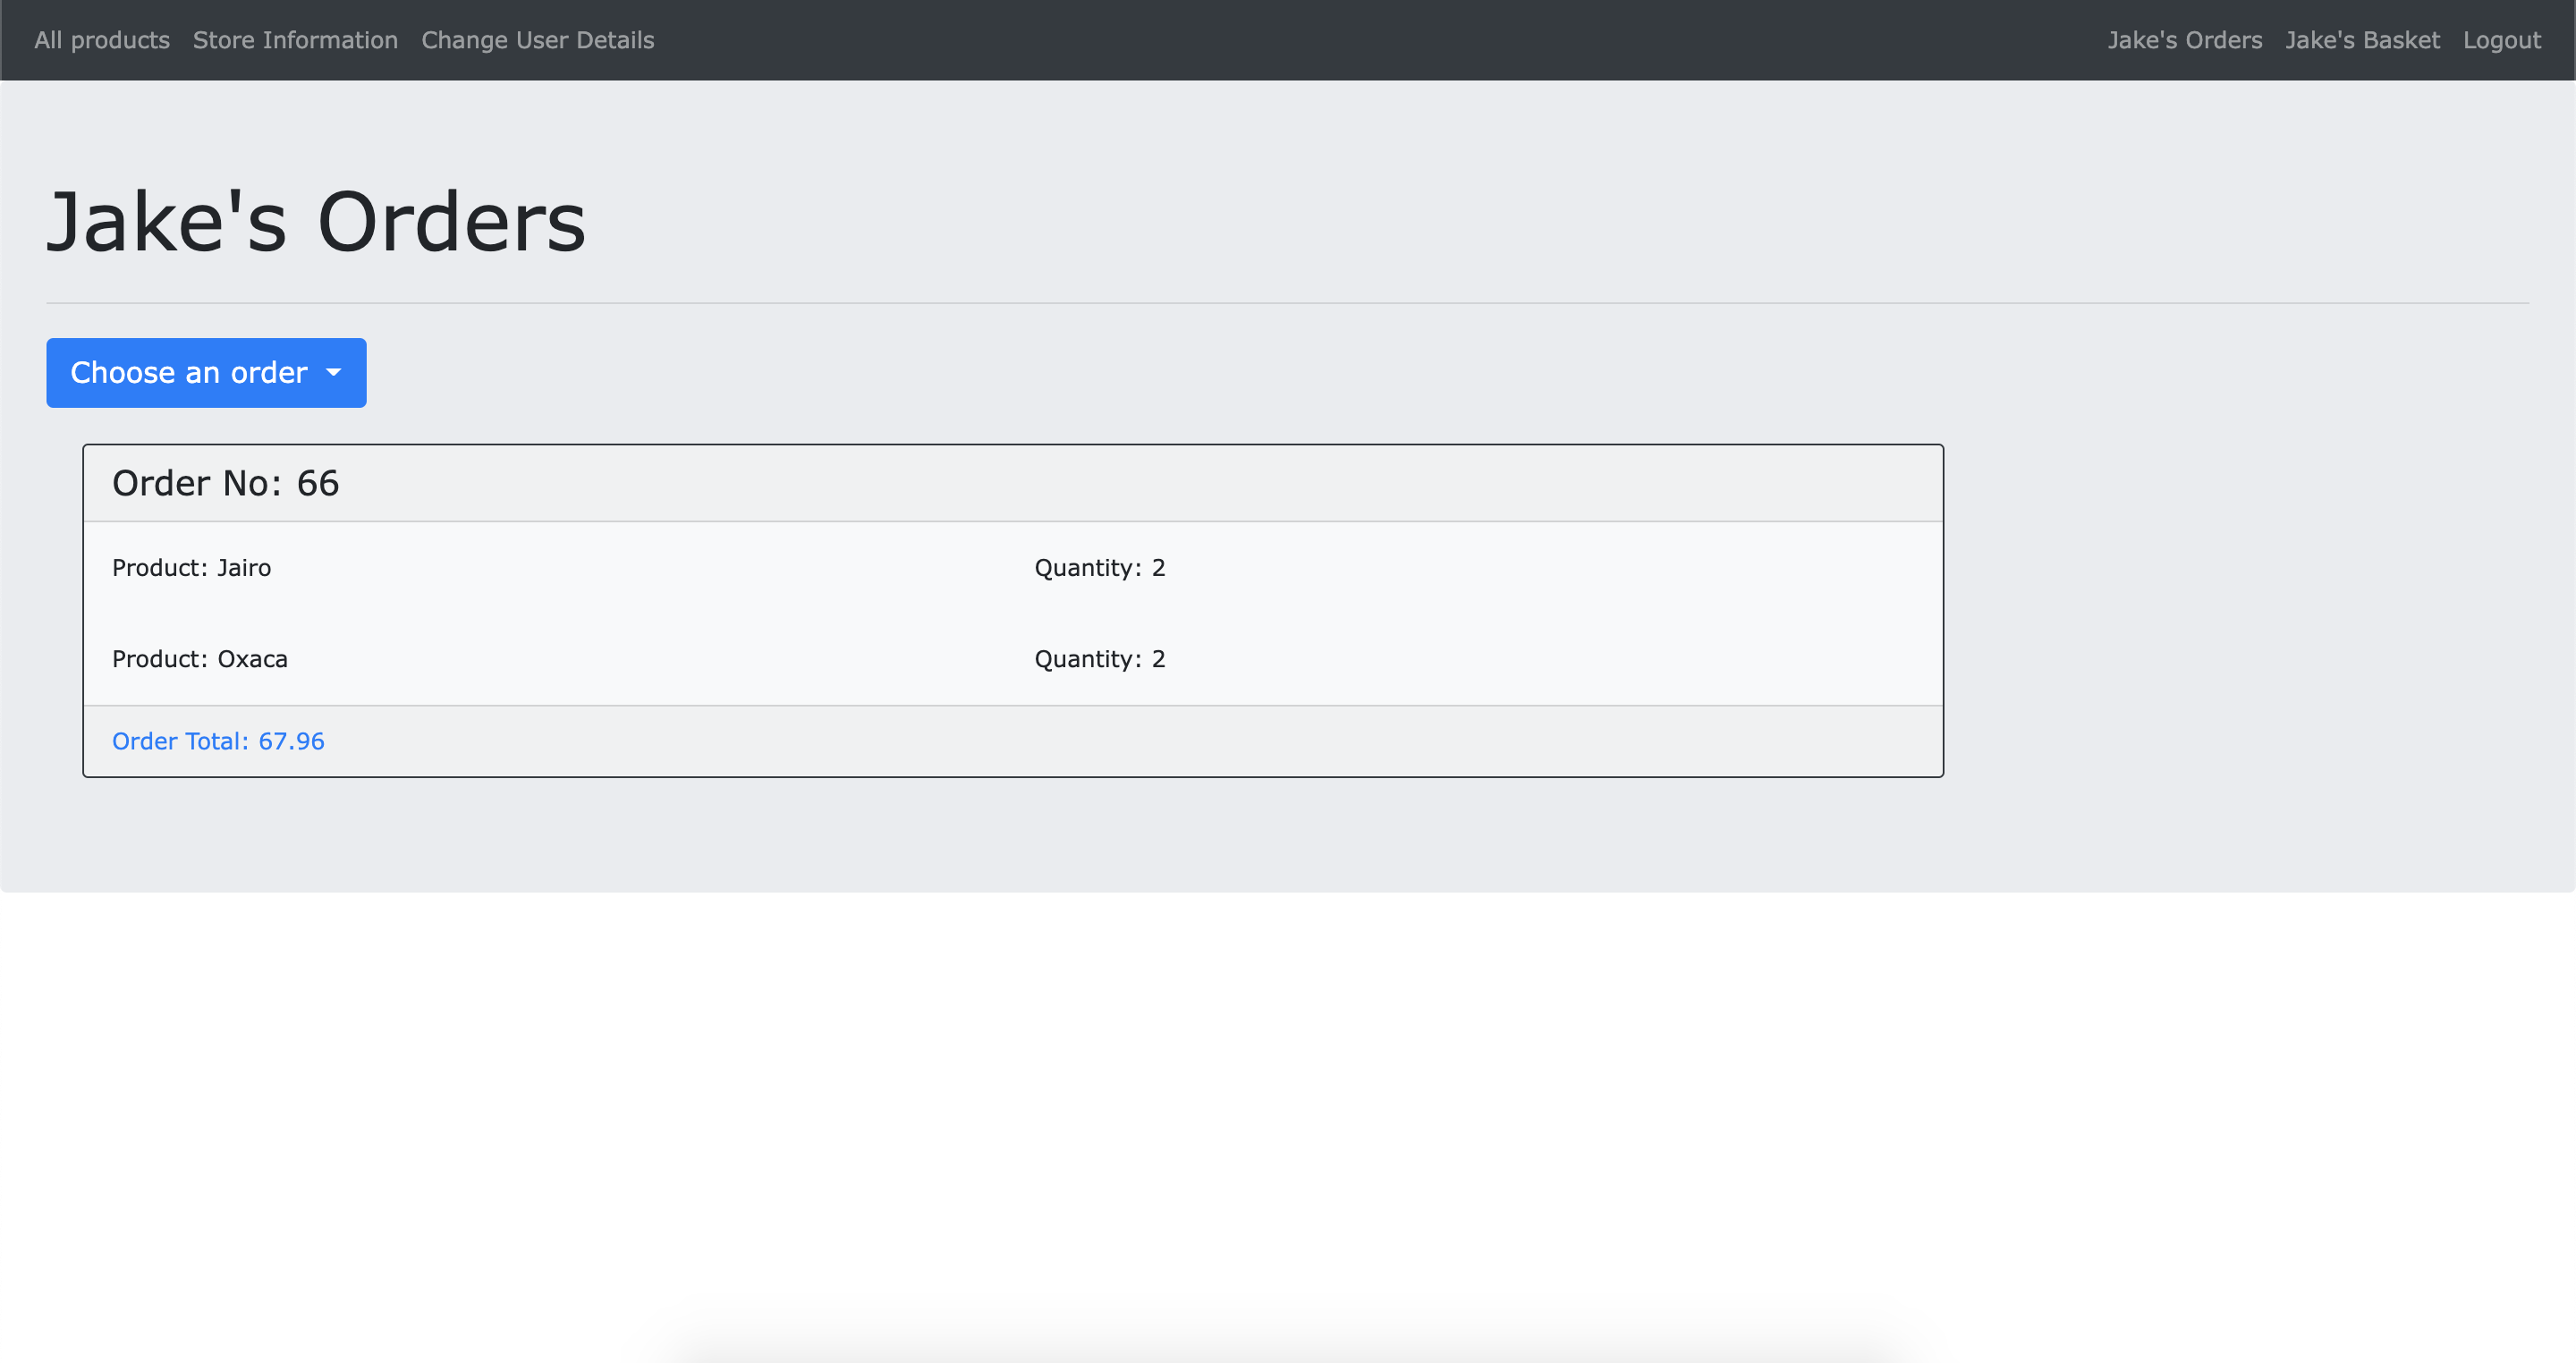 All products Store Information Change User Details Jake's Orders Jake's Basket Logout
Jake's Orders
Choose an order
Order No: 66
Product: Jairo Quantity: 2
Product: Oxaca Quantity: 2
Order Total: 67.96